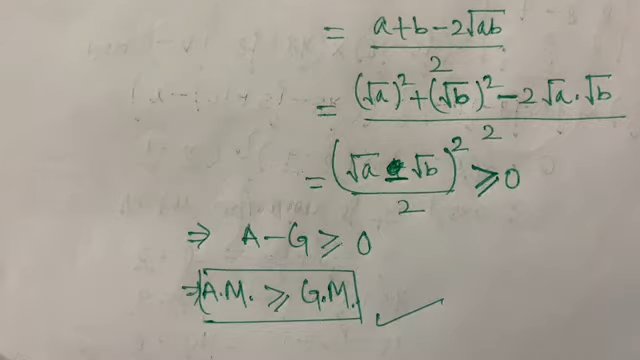 = a+b-2√ab / 2
= (√a)²+(√b)²-2√a.√b / 2
= (√a - √b)² / 2 ≥ 0
⇒ A-G ≥ 0
⇒ A.M. ≥ G.M. ✓